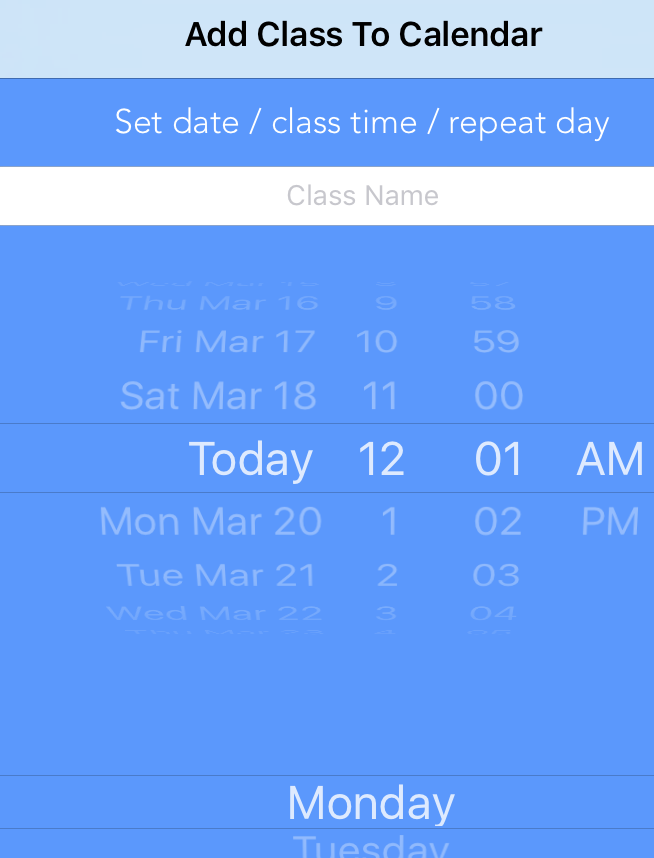 Add Class To Calendar
Set date / class time / repeat day
Class Name
Thu Mar 16 9 58
Fri Mar 17 10 59
Sat Mar 18 11 00
Today 12 01 AM
Mon Mar 20 1 02 PM
Tue Mar 21 2 03
Wed Mar 22 3 04
Monday
Tuesday